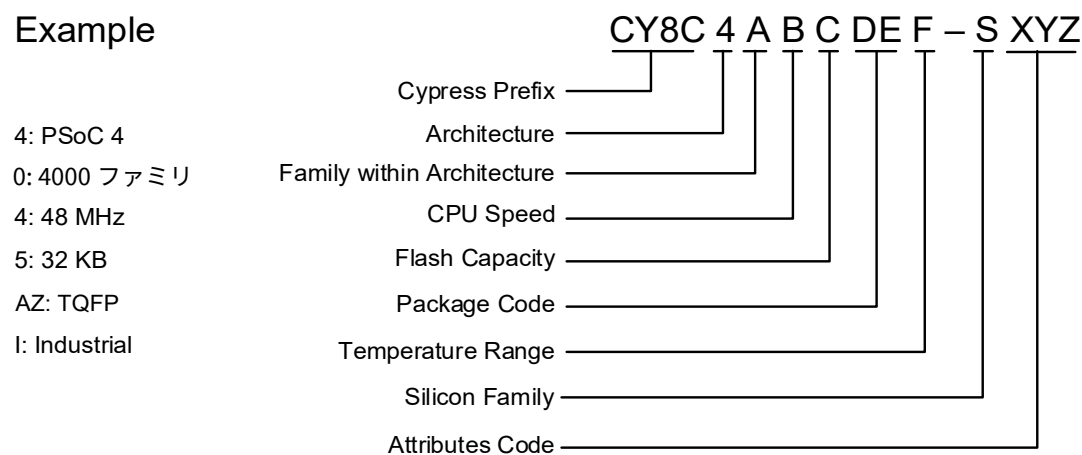 Example CY8C 4 A B C DE F – S XYZ
Cypress Prefix
4: PSoC 4 Architecture
0: 4000 ファミリ Family within Architecture
4: 48 MHz CPU Speed
5: 32 KB Flash Capacity
AZ: TQFP Package Code
I: Industrial Temperature Range
Silicon Family
Attributes Code